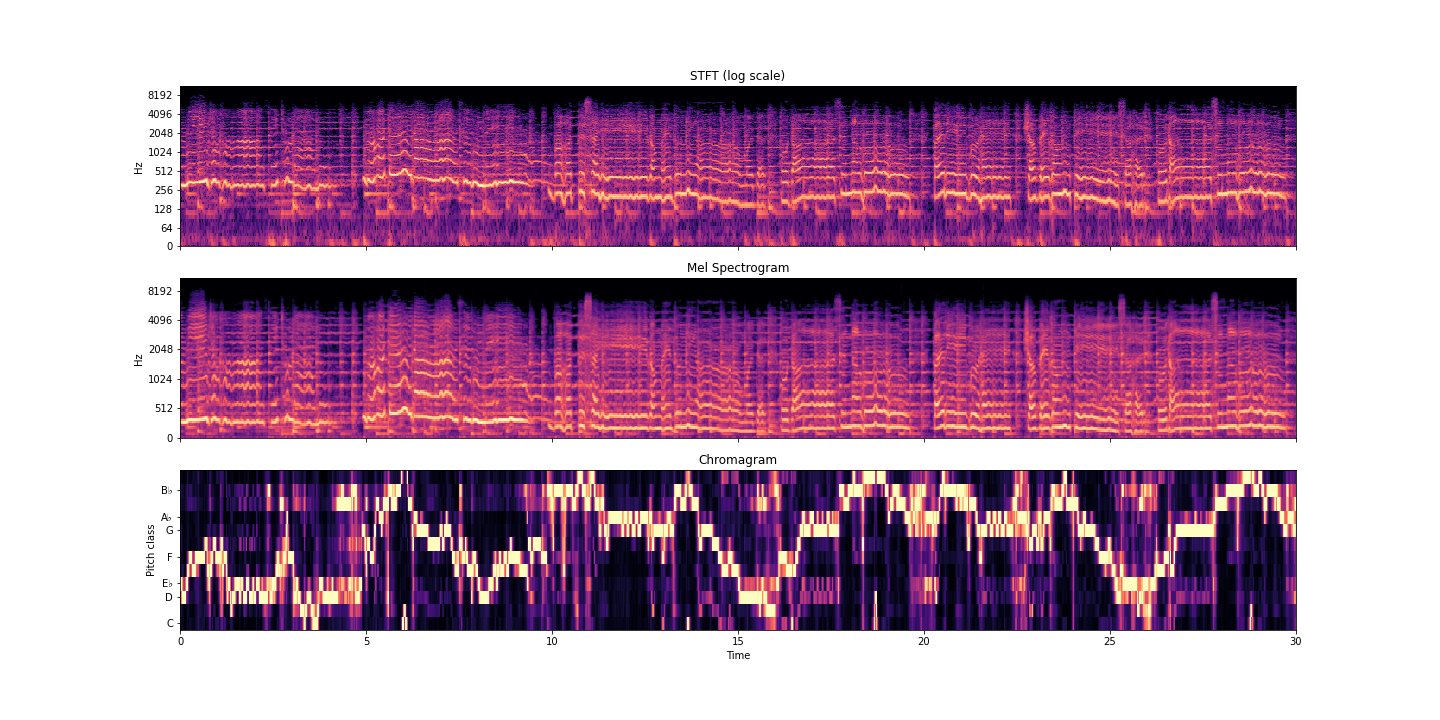 STFT (log scale)
8192
4096
2048
1024
512
256
128
64
0
Hz
Mel Spectrogram
8192
4096
2048
1024
512
0
Hz
Chromagram
B♭
A♭
G
F
E♭
D
C
Pitch class
0 5 10 15 20 25 30
Time